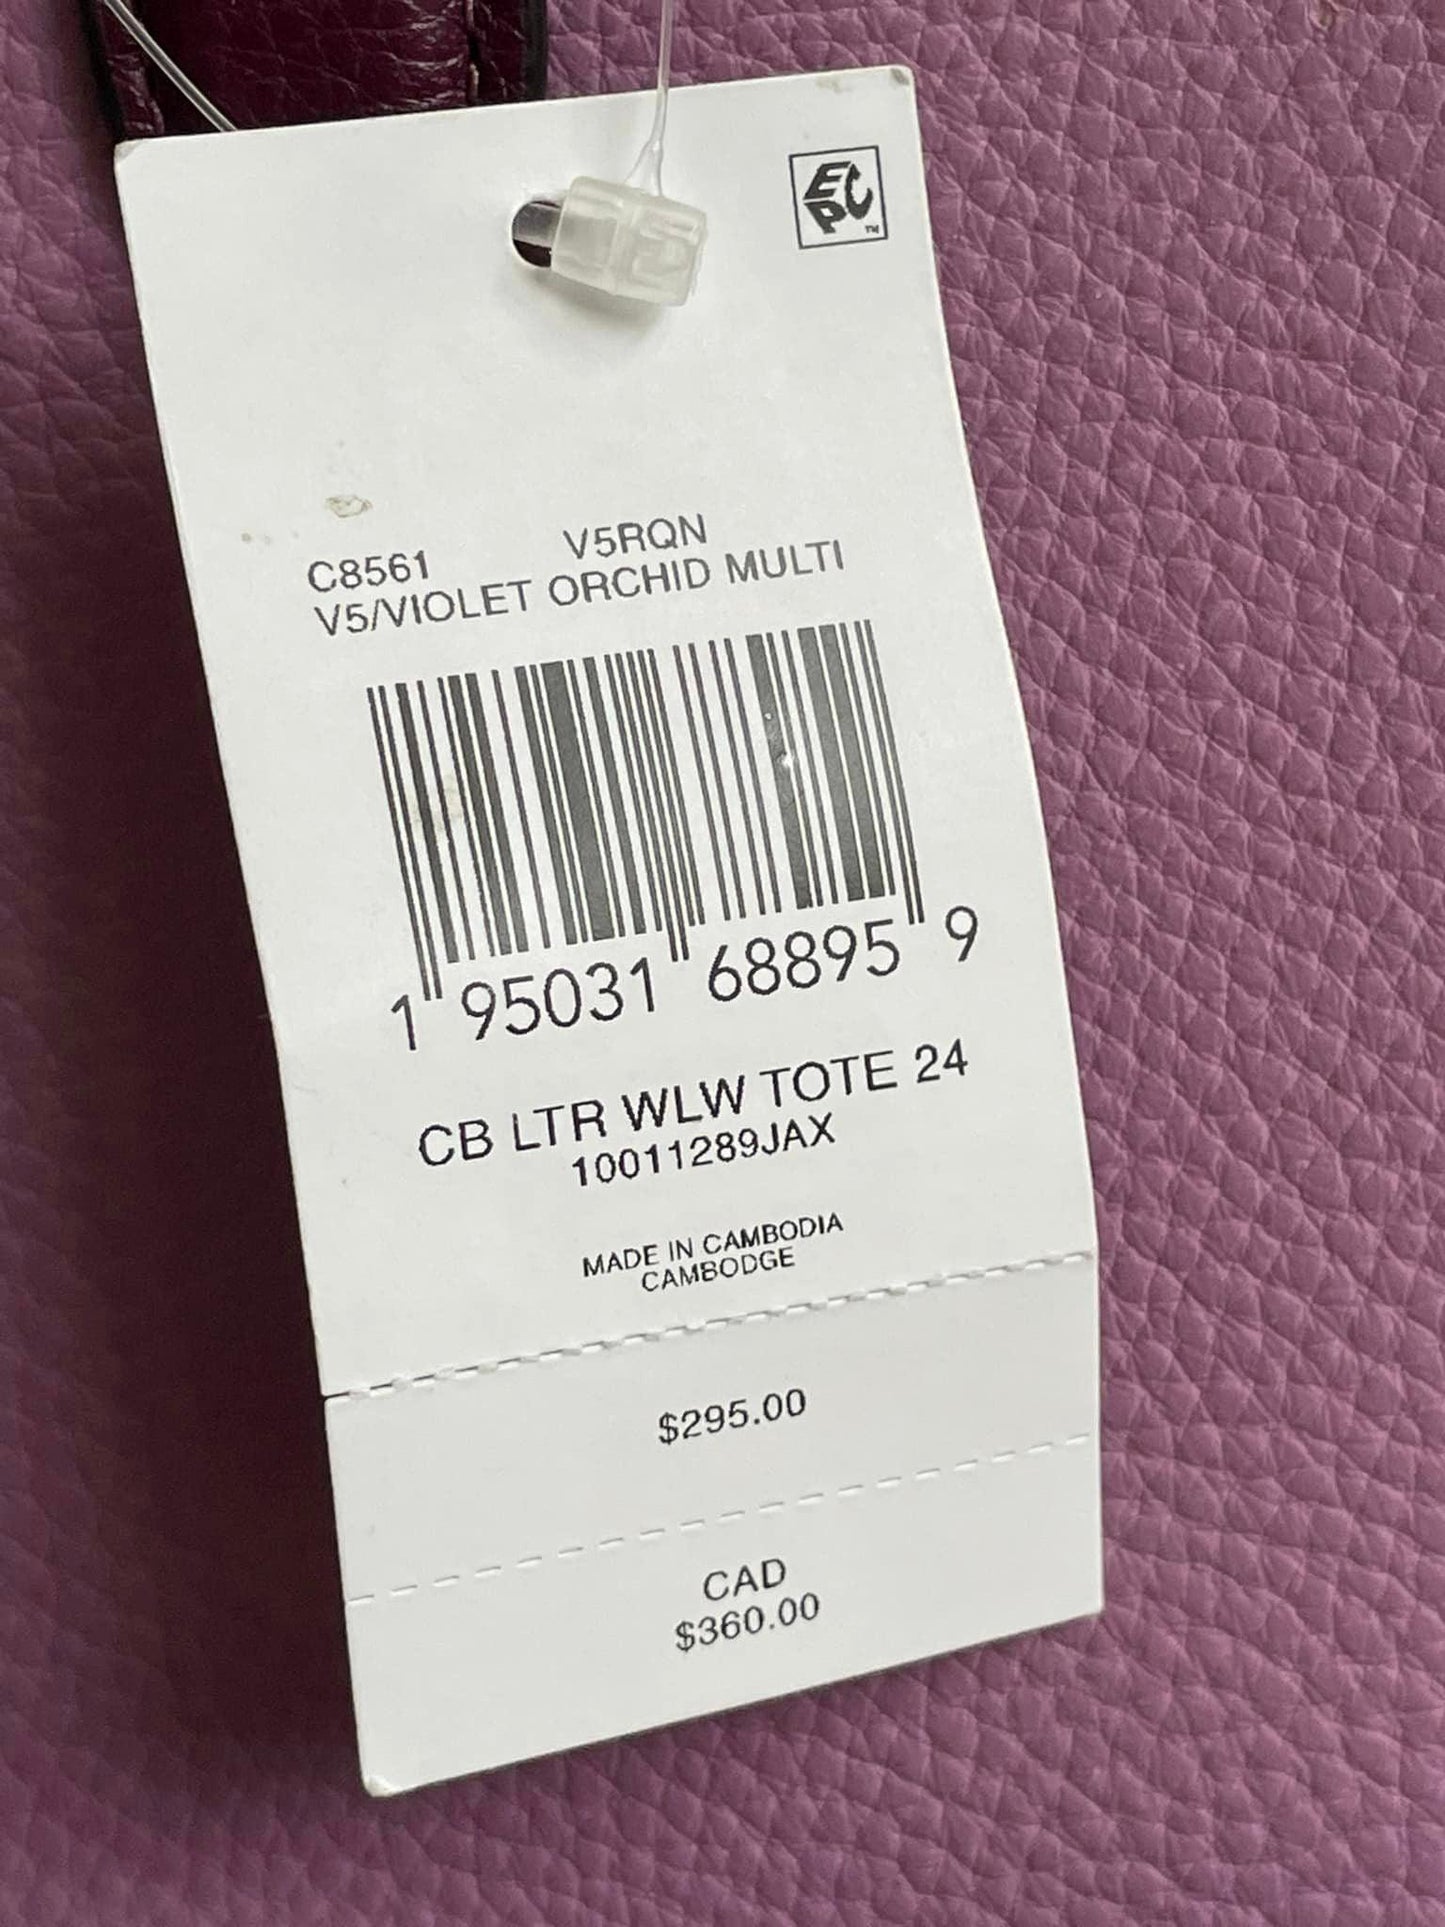 EPC
TM
C8561 V5RQN
V5/VIOLET ORCHID MULTI
1 95031 68895 9
CB LTR WLW TOTE 24
10011289JAX
MADE IN CAMBODIA
CAMBODGE
$295.00
CAD
$360.00